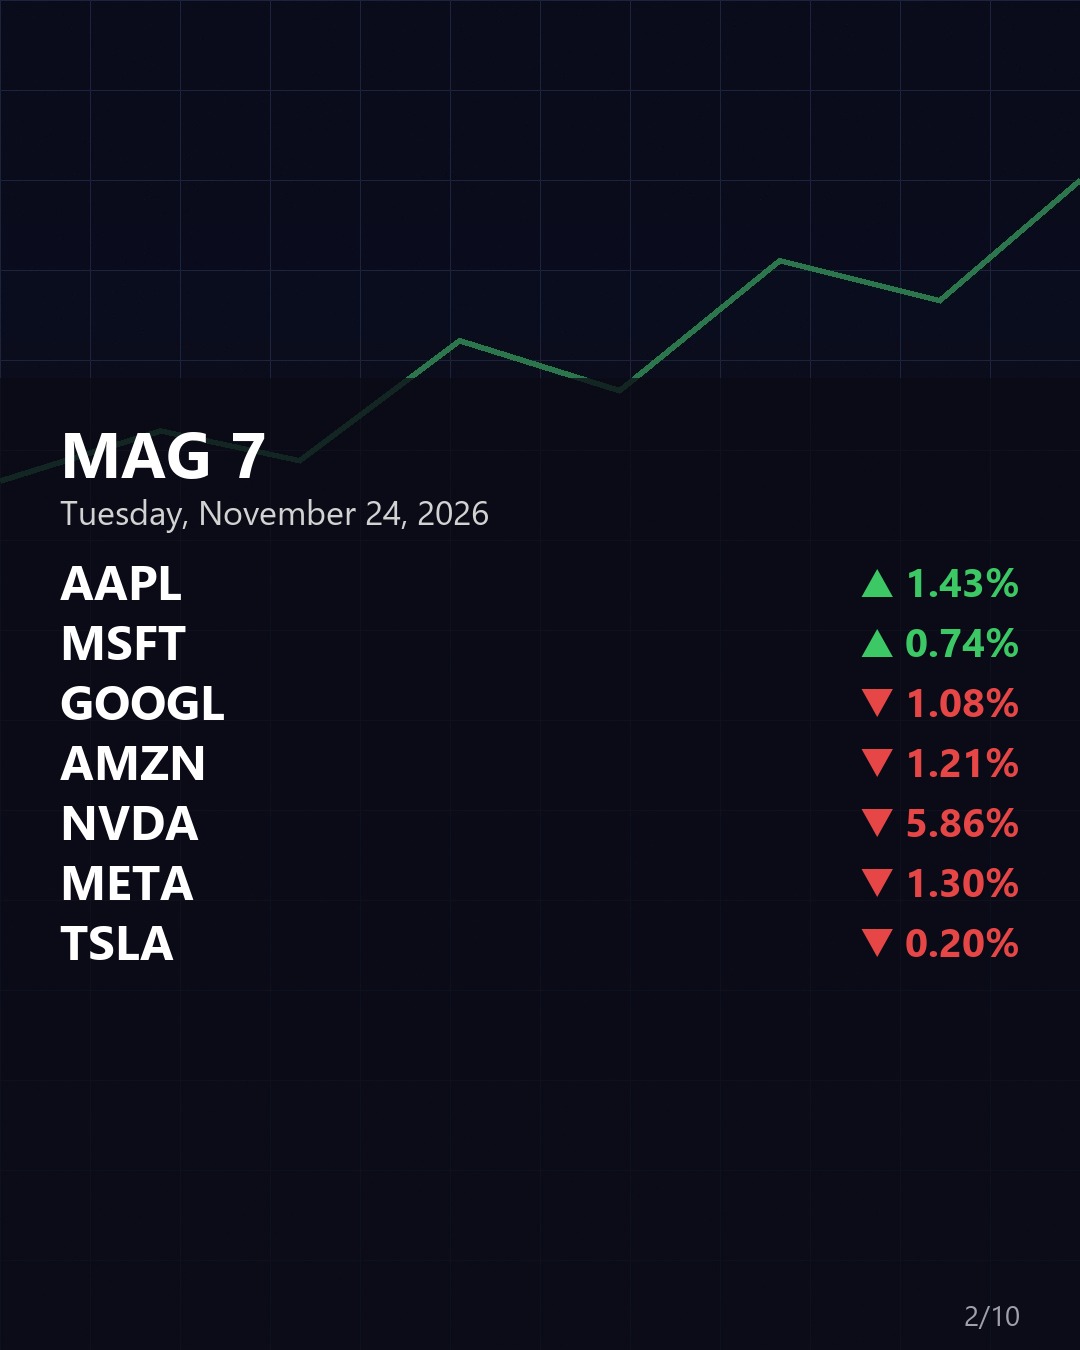 MAG 7
Tuesday, November 24, 2026
AAPL ▲ 1.43%
MSFT ▲ 0.74%
GOOGL ▼ 1.08%
AMZN ▼ 1.21%
NVDA ▼ 5.86%
META ▼ 1.30%
TSLA ▼ 0.20%
2/10